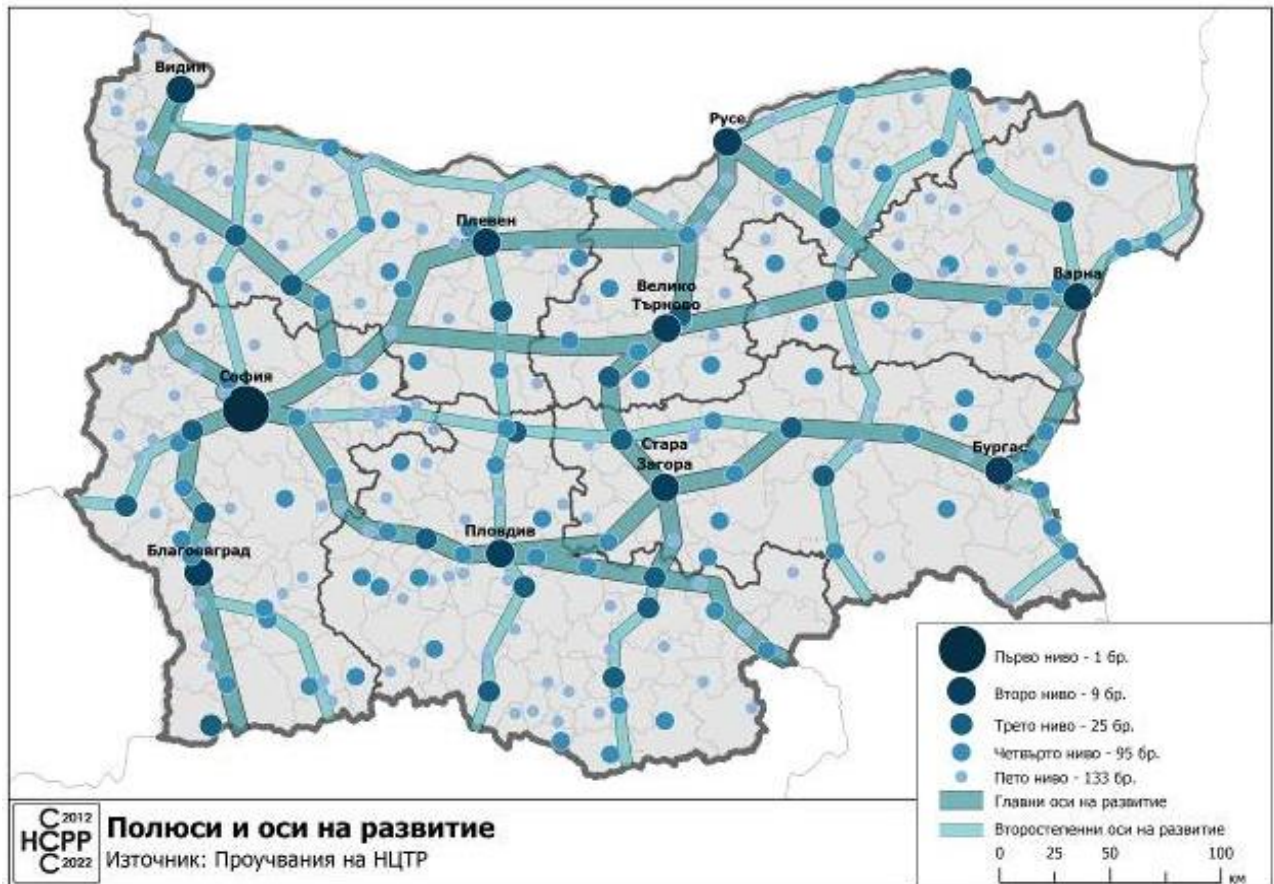 Видин
Русе
Плевен
Велико
Търново
Варна
София
Стара
Загора
Бургас
Пловдив
Благоевград
Първо ниво - 1 бр.
Второ ниво - 9 бр.
Трето ниво - 25 бр.
Четвърто ниво - 95 бр.
Пето ниво - 133 бр.
Главни оси на развитие
Второстепенни оси на развитие
0 25 50 100
км
С 2012
НСРР
С 2022
Полюси и оси на развитие
Източник: Проучвания на НЦТР